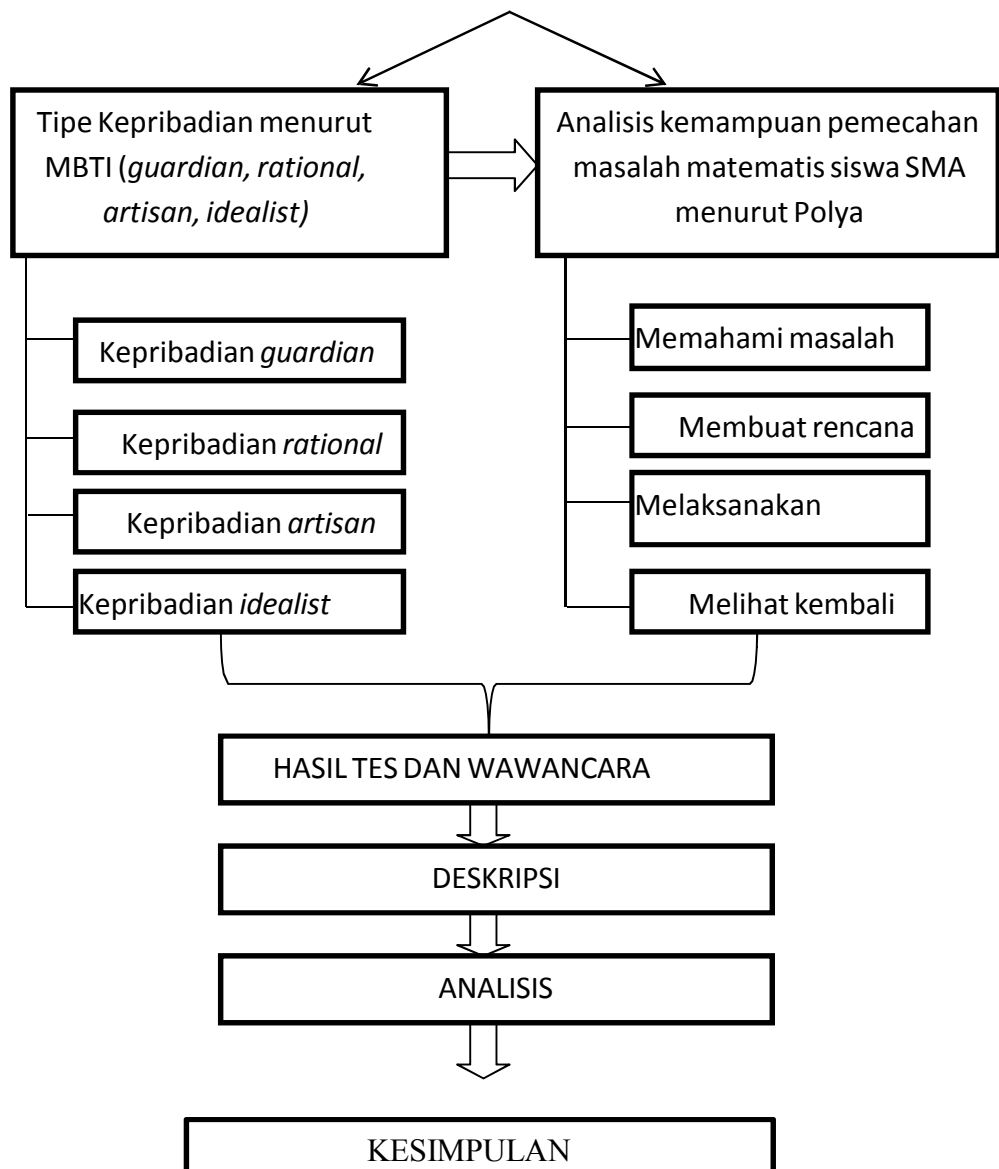 Tipe Kepribadian menurut
MBTI (guardian, rational,
artisan, idealist)
Analisis kemampuan pemecahan
masalah matematis siswa SMA
menurut Polya
Kepribadian guardian
Kepribadian rational
Kepribadian artisan
Kepribadian idealist
Memahami masalah
Membuat rencana
Melaksanakan
Melihat kembali
HASIL TES DAN WAWANCARA
DESKRIPSI
ANALISIS
KESIMPULAN